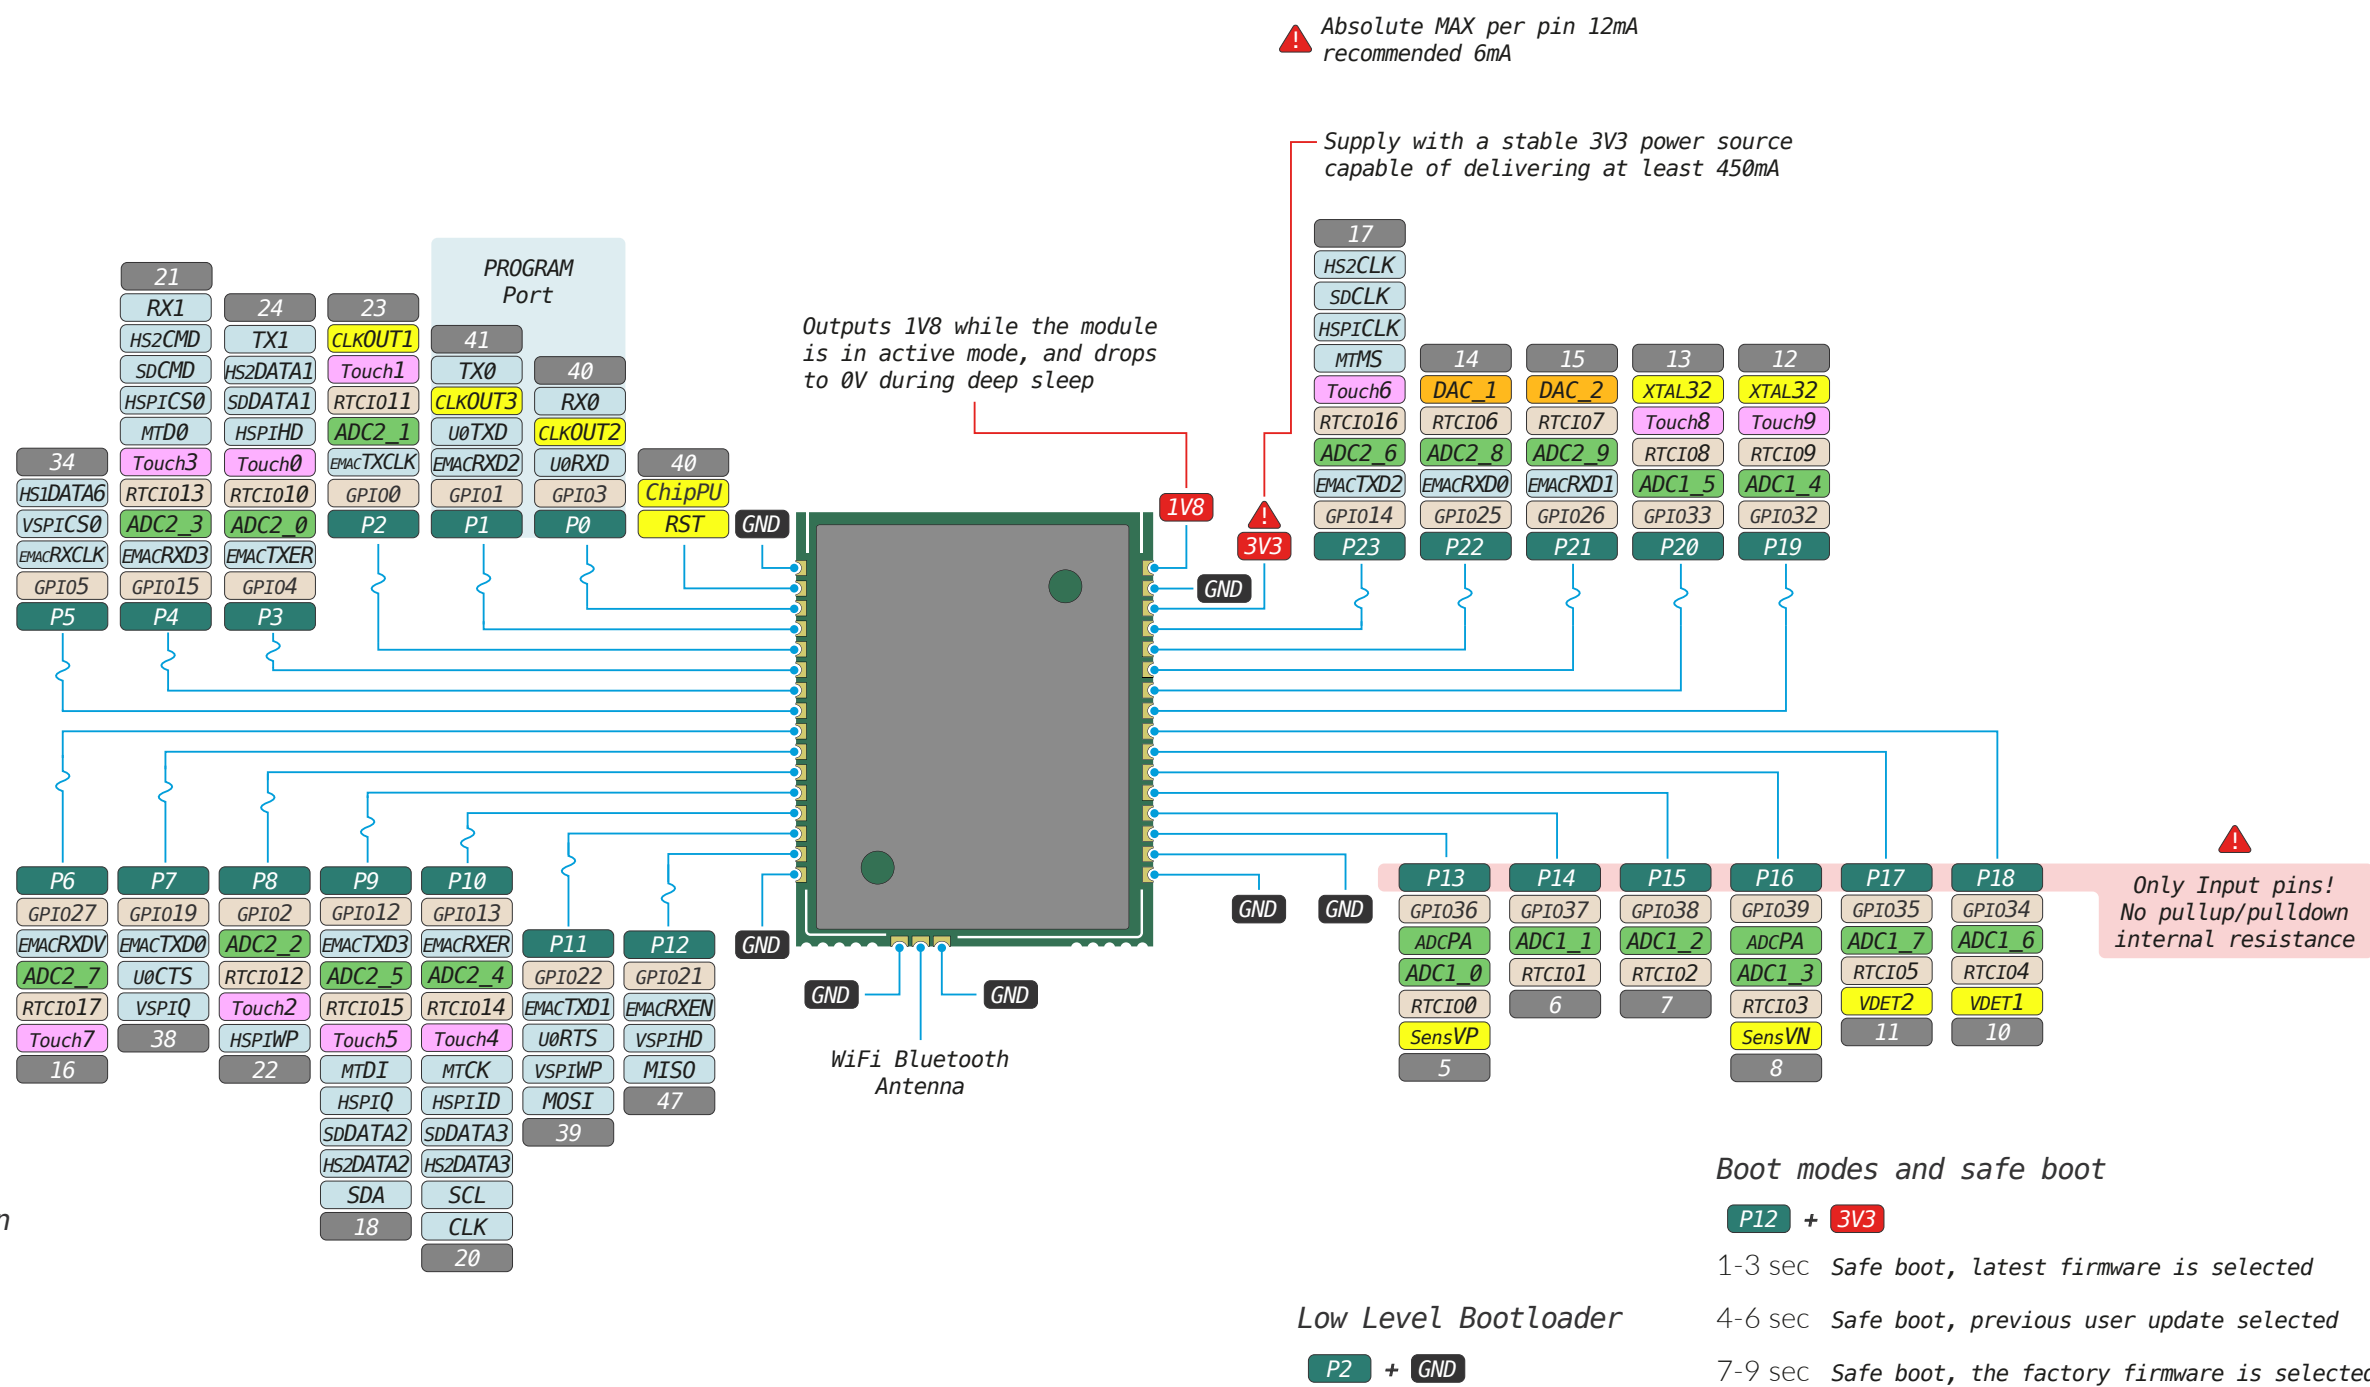 Absolute MAX per pin 12mA
recommended 6mA
Supply with a stable 3V3 power source
capable of delivering at least 450mA
PROGRAM
Port
Outputs 1V8 while the module
is in active mode, and drops
to 0V during deep sleep
34
HS1DATA6
VSPICS0
EMACRXCLK
GPIO5
P5
21
RX1
HS2CMD
SDCMD
HSPICS0
MTDO
Touch3
RTCIO13
ADC2_3
EMACRXD3
GPIO15
P4
24
TX1
HS2DATA1
SDDATA1
HSPIHD
Touch0
RTCIO10
ADC2_0
EMACTXER
GPIO4
P3
23
CLKOUT1
Touch1
RTCIO11
ADC2_1
EMACTXCLK
GPIO0
P2
41
TX0
CLKOUT3
U0TXD
EMACRXD2
GPIO1
P1
40
RX0
CLKOUT2
U0RXD
GPIO3
P0
40
ChipPU
RST
GND
1V8
GND
3V3
17
HS2CLK
SDCLK
HSPICLK
MTMS
Touch6
RTCIO16
ADC2_6
EMACTXD2
GPIO14
P23
14
DAC_1
RTCIO6
ADC2_8
EMACRXD0
GPIO25
P22
15
DAC_2
RTCIO7
ADC2_9
EMACRXD1
GPIO26
P21
13
XTAL32
Touch8
RTCIO8
ADC1_5
GPIO33
P20
12
XTAL32
Touch9
RTCIO9
ADC1_4
GPIO32
P19
P6
GPIO27
EMACRXDV
ADC2_7
RTCIO17
Touch7
16
P7
GPIO19
EMACTXD0
U0CTS
VSPIQ
38
P8
GPIO2
ADC2_2
RTCIO12
Touch2
HSPIWP
22
P9
GPIO12
EMACTXD3
ADC2_5
RTCIO15
Touch5
MTDI
HSPIQ
SDDATA2
HS2DATA2
SDA
18
P10
GPIO13
EMACRXER
ADC2_4
RTCIO14
Touch4
MTCK
HSPIID
SDDATA3
HS2DATA3
SCL
CLK
20
P11
GPIO22
EMACTXD1
U0RTS
VSPIWP
MOSI
39
P12
GPIO21
EMACRXEN
VSPIHD
MISO
47
GND
GND
GND
WiFi Bluetooth
Antenna
GND
GND
P13
GPIO36
ADCPA
ADC1_0
RTCIO0
SensVP
5
P14
GPIO37
ADC1_1
RTCIO1
6
P15
GPIO38
ADC1_2
RTCIO2
7
P16
GPIO39
ADCPA
ADC1_3
RTCIO3
SensVN
8
P17
GPIO35
ADC1_7
RTCIO5
VDET2
11
P18
GPIO34
ADC1_6
RTCIO4
VDET1
10
Only Input pins!
No pullup/pulldown
internal resistance
n
Low Level Bootloader
P2 + GND
Boot modes and safe boot
P12 + 3V3
1-3 sec Safe boot, latest firmware is selected
4-6 sec Safe boot, previous user update selected
7-9 sec Safe boot, the factory firmware is selected